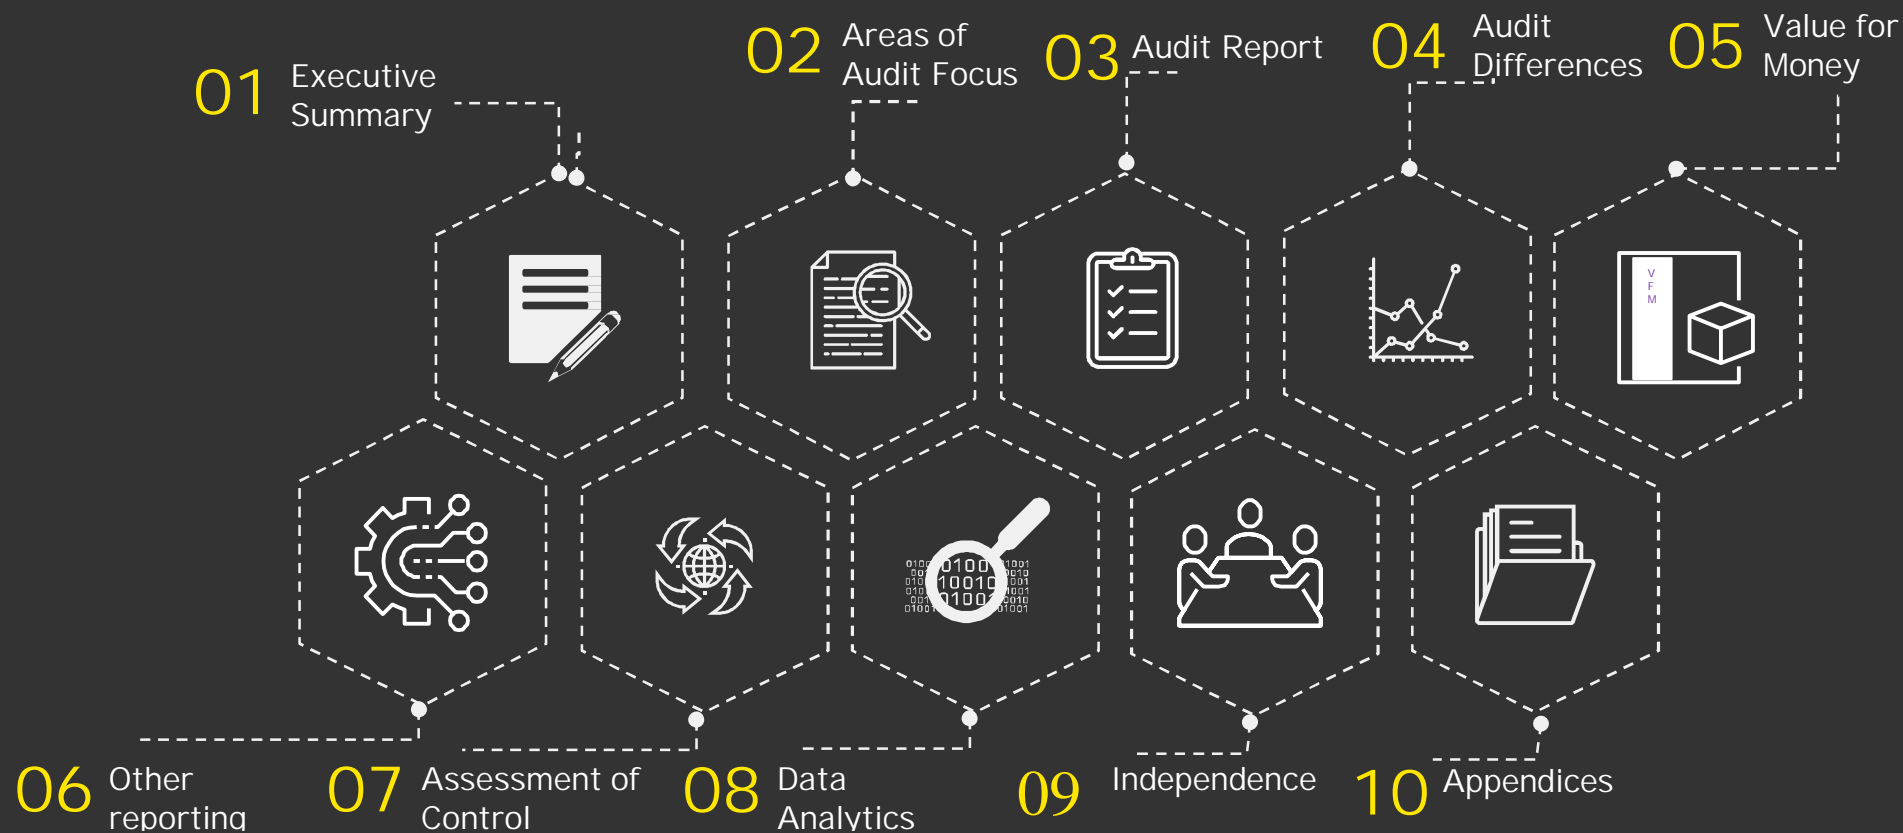 01 Executive
Summary
02 Areas of
Audit Focus
03 Audit Report
04 Audit
Differences
05 Value for
Money
V
F
M
06 Other
reporting
07 Assessment of
Control
08 Data
Analytics
09 Independence
10 Appendices